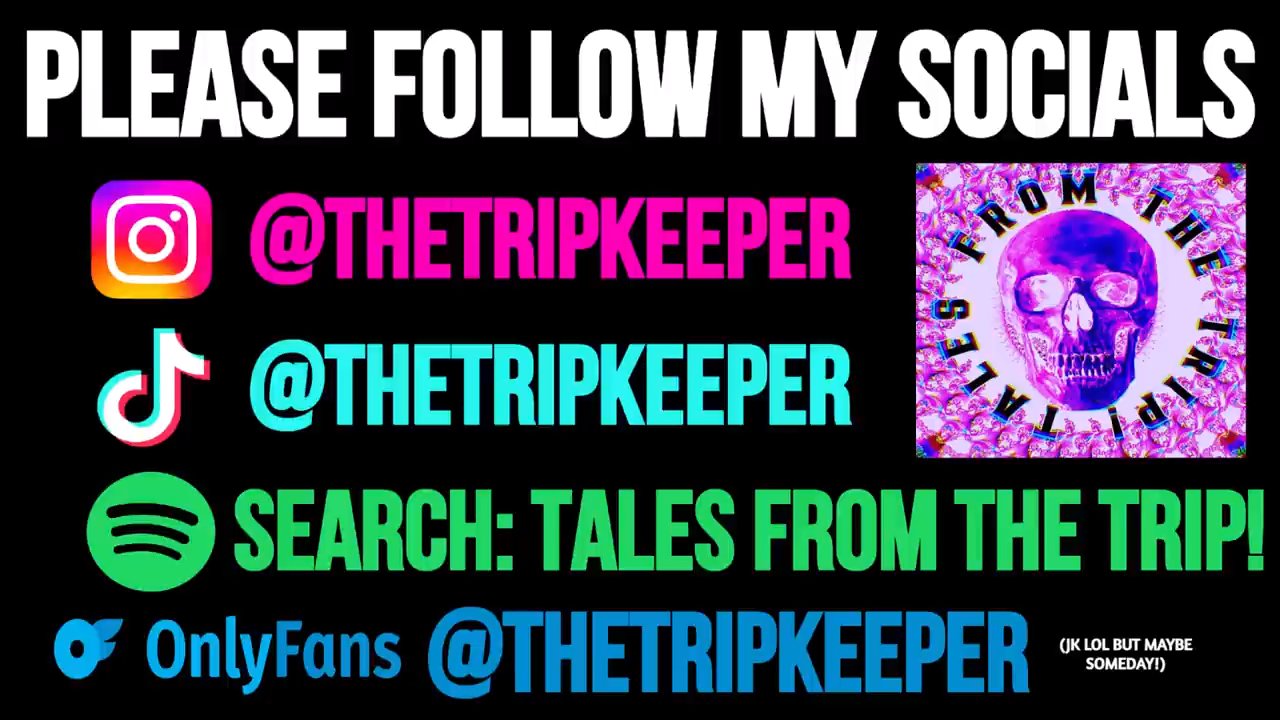 PLEASE FOLLOW MY SOCIALS
@THETRIPKEEPER
@THETRIPKEEPER
TALES FROM THE TRIP!
SEARCH: TALES FROM THE TRIP!
OnlyFans @THETRIPKEEPER
(JK LOL BUT MAYBE
SOMEDAY!)